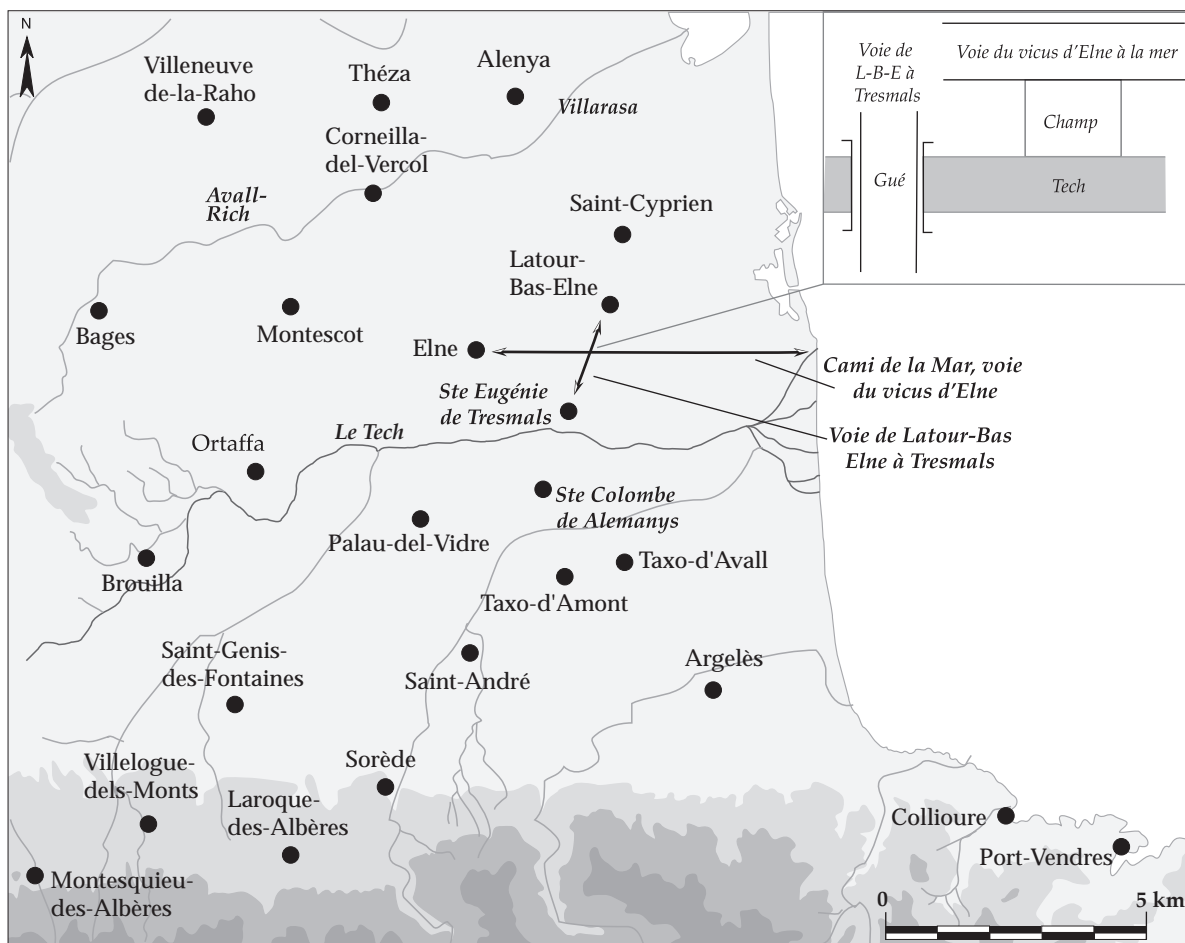 N
Villeneuve
de-la-Raho
Théza
Alenya
Villarasa
Corneilla-
del-Vercol
Avall-
Rich
Saint-Cyprien
Latour-
Bas-Elne
Bages
Montescot
Elne
Ste Eugénie
de Tresmals
Cami de la Mar, voie
du vicus d'Elne
Voie de Latour-Bas
Elne à Tresmals
Ortaffa
Le Tech
Ste Colombe
de Alemanys
Palau-del-Vidre
Brouilla
Taxo-d'Avall
Taxo-d'Amont
Saint-Genis-
des-Fontaines
Saint-André
Argelès
Villelogue-
dels-Monts
Sorède
Laroque-
des-Albères
Montesquieu-
des-Albères
Collioure
Port-Vendres
0
5 km
Voie de
L-B-E à
Tresmals
Voie du vicus d'Elne à la mer
Champ
Gué
Tech